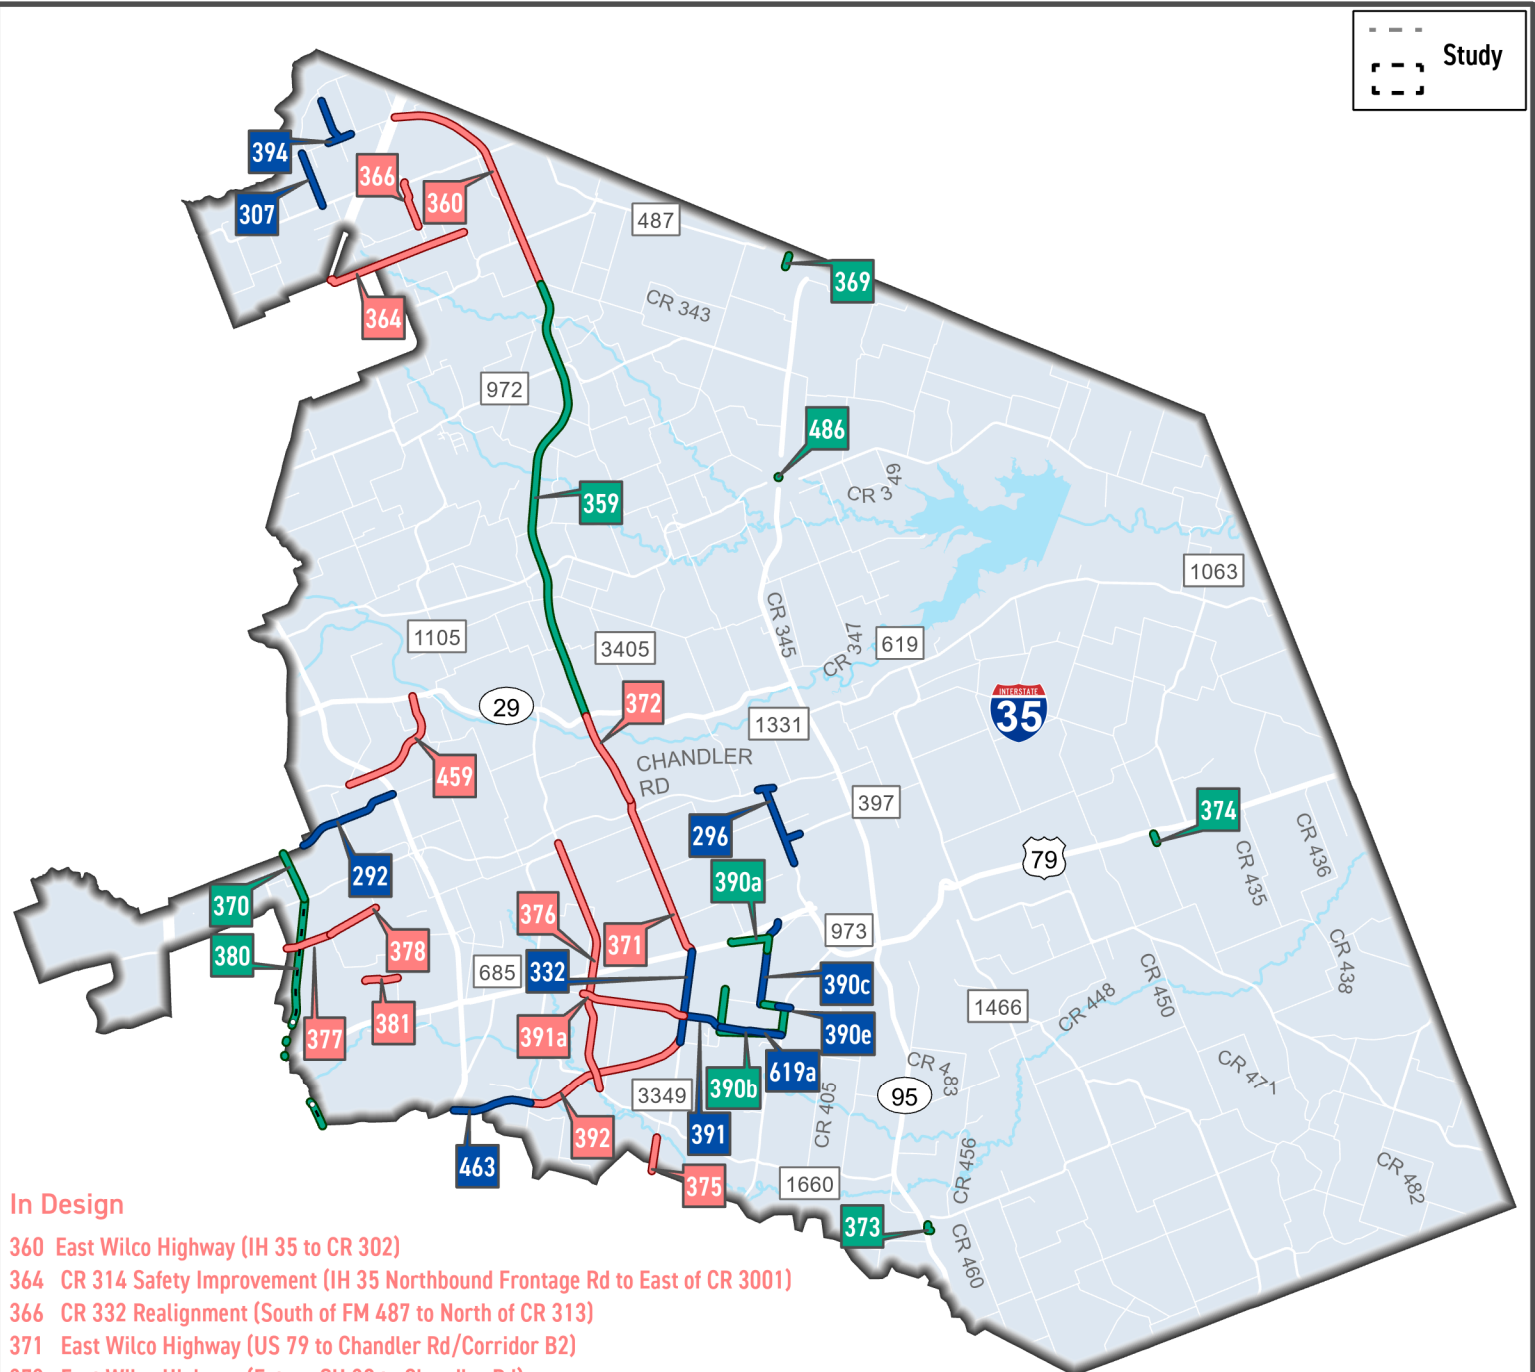 Study
394
366
360
307
487
369
CR 343
364
972
486
CR 349
359
1063
CR 345
CR 347
1105
3405
619
INTERSTATE
35
372
29
1331
CHANDLER
RD
459
397
374
296
79
CR 436
CR 435
292
390a
370
376
371
973
378
380
332
685
CR 438
390c
CR 450
1466
CR 448
381
377
391a
390e
619a
CR 483
CR 471
390b
3349
95
CR 405
391
392
463
CR 456
375
1660
CR 482
373
CR 460
In Design
360 East Wilco Highway (IH 35 to CR 302)
364 CR 314 Safety Improvement (IH 35 Northbound Frontage Rd to East of CR 3001)
366 CR 332 Realignment (South of FM 487 to North of CR 313)
371 East Wilco Highway (US 79 to Chandler Rd/Corridor B2)